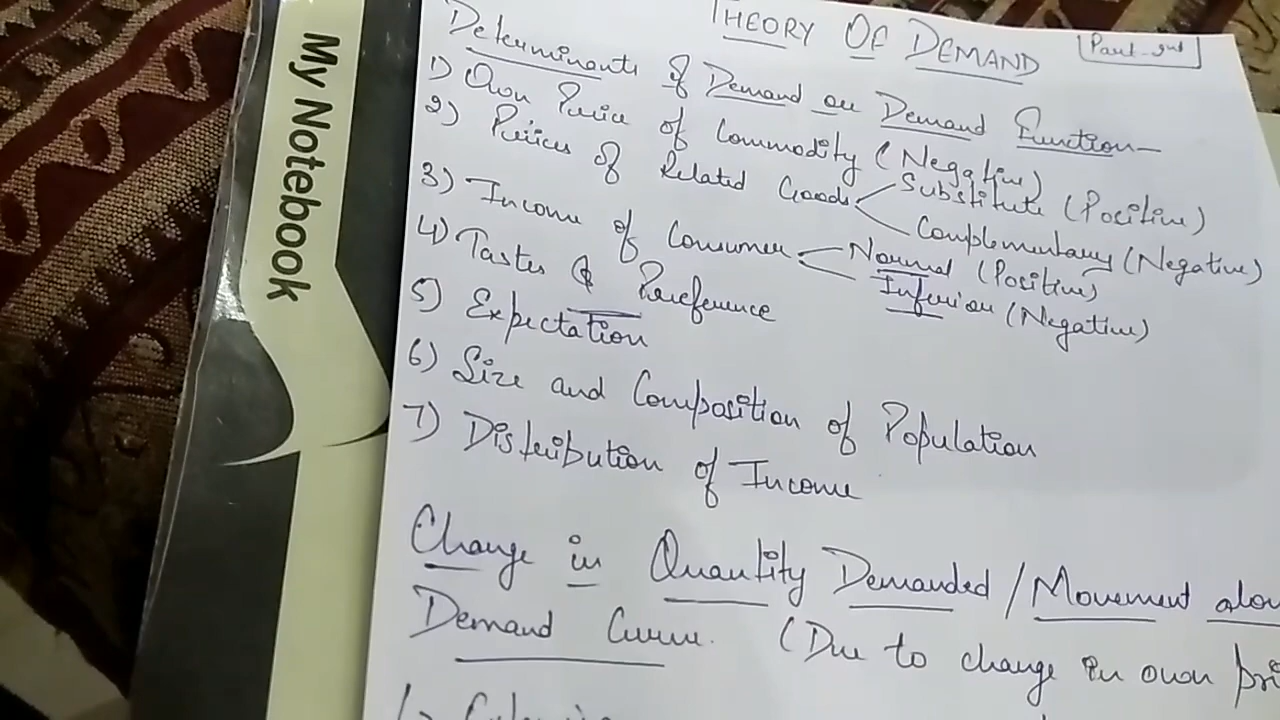 My Notebook
THEORY OF DEMAND
Part-3rd
Determinants of Demand or Demand Function-
1) Own Price of Commodity (Negative)
2) Prices of Related Goods Substitute (Positive)
Complementary (Negative)
3) Income of Consumer Normal (Positive)
Inferior (Negative)
4) Tastes & Preference
5) Expectation
6) Size and Composition of Population
7) Distribution of Income
Change in Quantity Demanded / Movement alo
Demand Curve. (Due to change in own pri